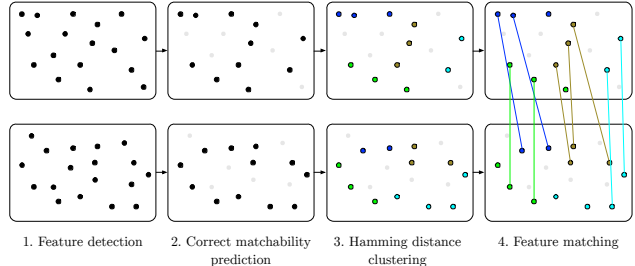 1. Feature detection
2. Correct matchability
prediction
3. Hamming distance
clustering
4. Feature matching